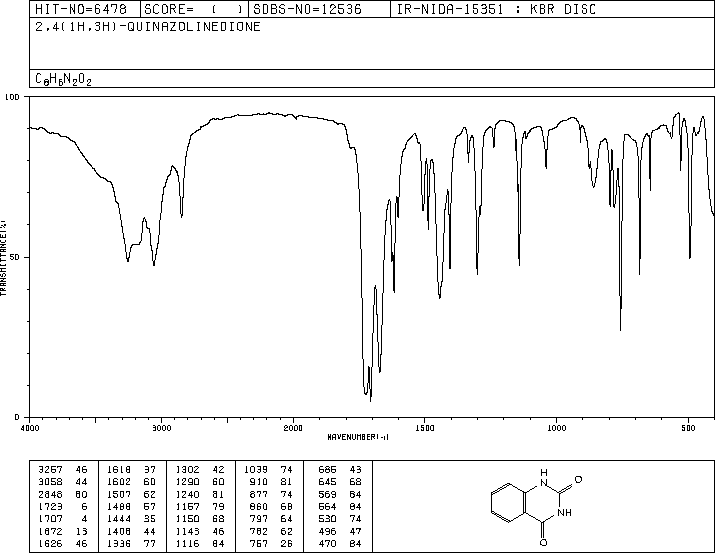 HIT-NO=6478 SCORE= ( ) SDBS-NO=12536 IR-NIDA-15351 : KBR DISC
2,4(1H,3H)-QUINAZOLINEDIONE
C8H6N2O2
100
50
0
TRANSMITTANCE(%)
4000 3000 2000 1500 1000 500
WAVENUMBER(-1)
3267 46 1618 37 1302 42 1039 74 686 43
3058 44 1602 60 1290 60 910 81 645 68
2848 60 1507 62 1240 81 877 74 569 84
1723 6 1488 57 1157 79 860 68 564 84
1707 4 1444 35 1150 68 797 64 530 74
1672 13 1408 44 1143 46 782 62 496 47
1626 46 1336 77 1116 84 757 26 470 84
H
N
O
NH
O